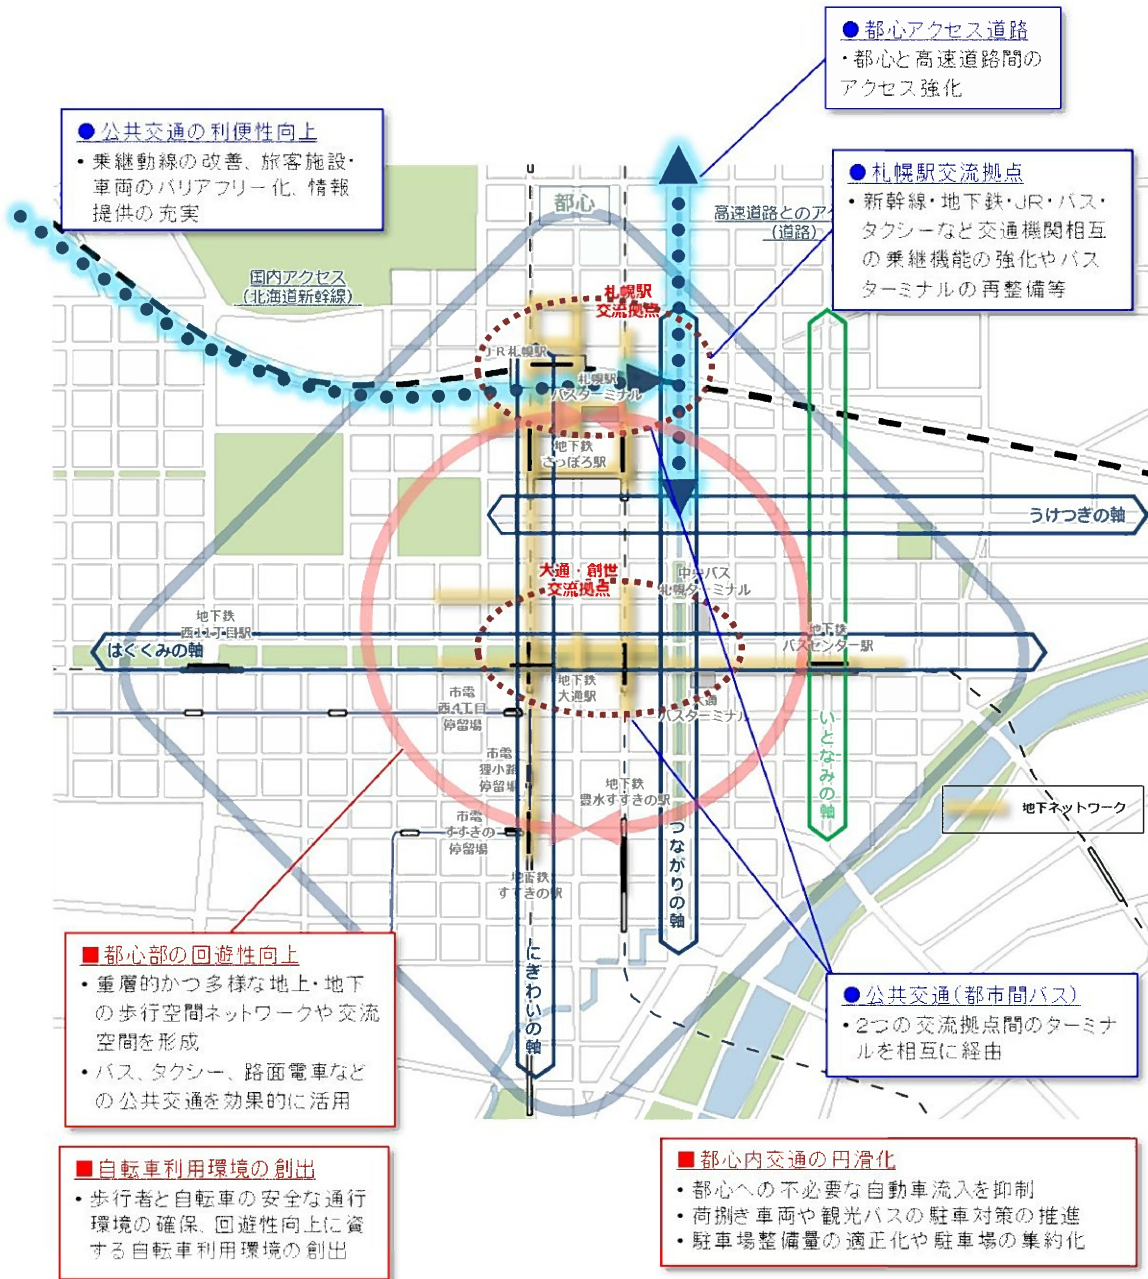 ● 都心アクセス道路
・都心と高速道路間の
アクセス強化
● 公共交通の利便性向上
・乗継動線の改善、旅客施設・
車両のバリアフリー化、情報
提供の充実
● 札幌駅交流拠点
・新幹線・地下鉄・JR・バス・
タクシーなど交通機関相互
の乗継機能の強化やバス
ターミナルの再整備等
都心
高速道路とのア
(道路)
国内アクセス
(北海道新幹線)
札幌駅
交流拠点
JR札幌駅
札幌駅
バスターミナル
地下鉄
さっぽろ駅
うけつぎの軸
大通・創世
交流拠点
中央バス
札幌ターミナル
地下鉄
西11丁目駅
はぐくみの軸
地下鉄
バスセンター駅
地下鉄
大通駅
大通
バスターミナル
市電
西4丁目
停留場
いとなみの軸
市電
狸小路
停留場
地下鉄
豊水すすきの駅
地下ネットワーク
市電
すすきの
停留場
つながりの軸
地下鉄
すすきの駅
にぎわいの軸
■ 都心部の回遊性向上
・重層的かつ多様な地上・地下
の歩行空間ネットワークや交流
空間を形成
・バス、タクシー、路面電車など
の公共交通を効果的に活用
● 公共交通(都市間バス)
・2つの交流拠点間のターミナ
ルを相互に経由
■ 自転車利用環境の創出
・歩行者と自転車の安全な通行
環境の確保、回遊性向上に資
する自転車利用環境の創出
■ 都心内交通の円滑化
・都心への不必要な自動車流入を抑制
・荷捌き車両や観光バスの駐車対策の推進
・駐車場整備量の適正化や駐車場の集約化